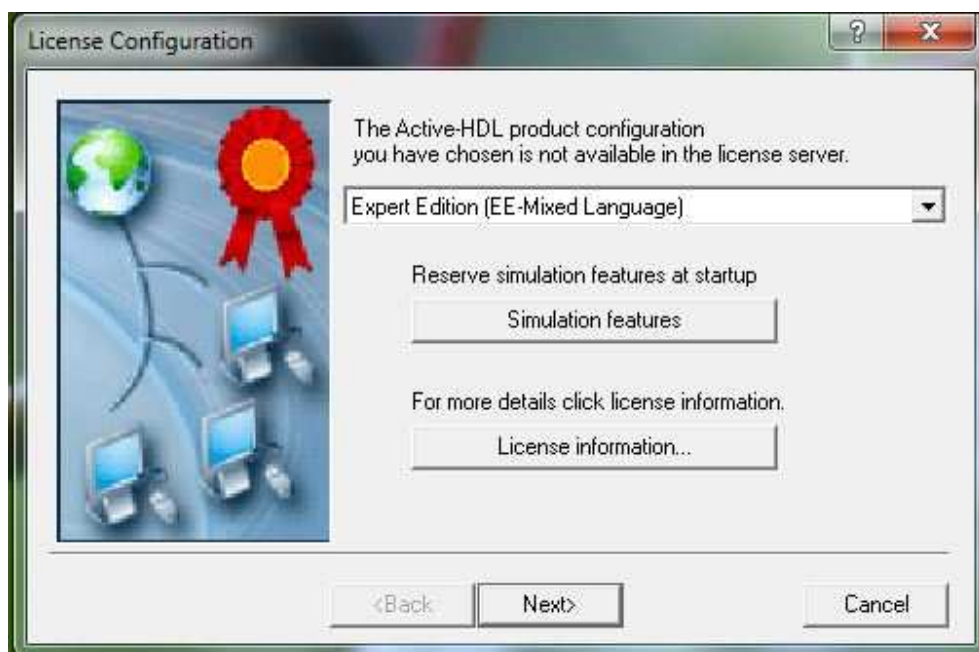 License Configuration
The Active-HDL product configuration
you have chosen is not available in the license server.
Expert Edition (EE-Mixed Language)
Reserve simulation features at startup
Simulation features
For more details click license information.
License information...
<Back
Next>
Cancel